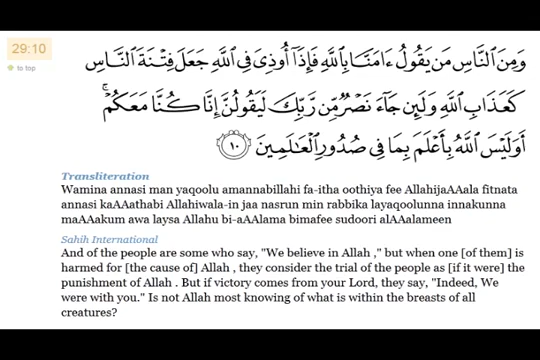 29:10
to top
وَمِنَ ٱلنَّاسِ مَن يَقُولُ ءَامَنَّا بِٱللَّهِ فَإِذَآ أُوذِىَ فِى ٱللَّهِ جَعَلَ فِتْنَةَ ٱلنَّاسِ
كَعَذَابِ ٱللَّهِ وَلَئِن جَآءَ نَصْرٌ مِّن رَّبِّكَ لَيَقُولُنَّ إِنَّا كُنَّا مَعَكُمْ ۚ
أَوَلَيْسَ ٱللَّهُ بِأَعْلَمَ بِمَا فِى صُدُورِ ٱلْعَٰلَمِينَ ١٠
Transliteration
Wamina annasi man yaqoolu amannabillahi fa-itha oothiya fee AllahijaAAala fitnata
annasi kaAAathabi Allahiwala-in jaa nasrun min rabbika layaqoolunna innakunna
maAAakum awa laysa Allahu bi-aAAlama bimafee sudoori alAAalameen
Sahih International
And of the people are some who say, "We believe in Allah ," but when one [of them] is
harmed for [the cause of] Allah , they consider the trial of the people as [if it were] the
punishment of Allah . But if victory comes from your Lord, they say, "Indeed, We
were with you." Is not Allah most knowing of what is within the breasts of all
creatures?